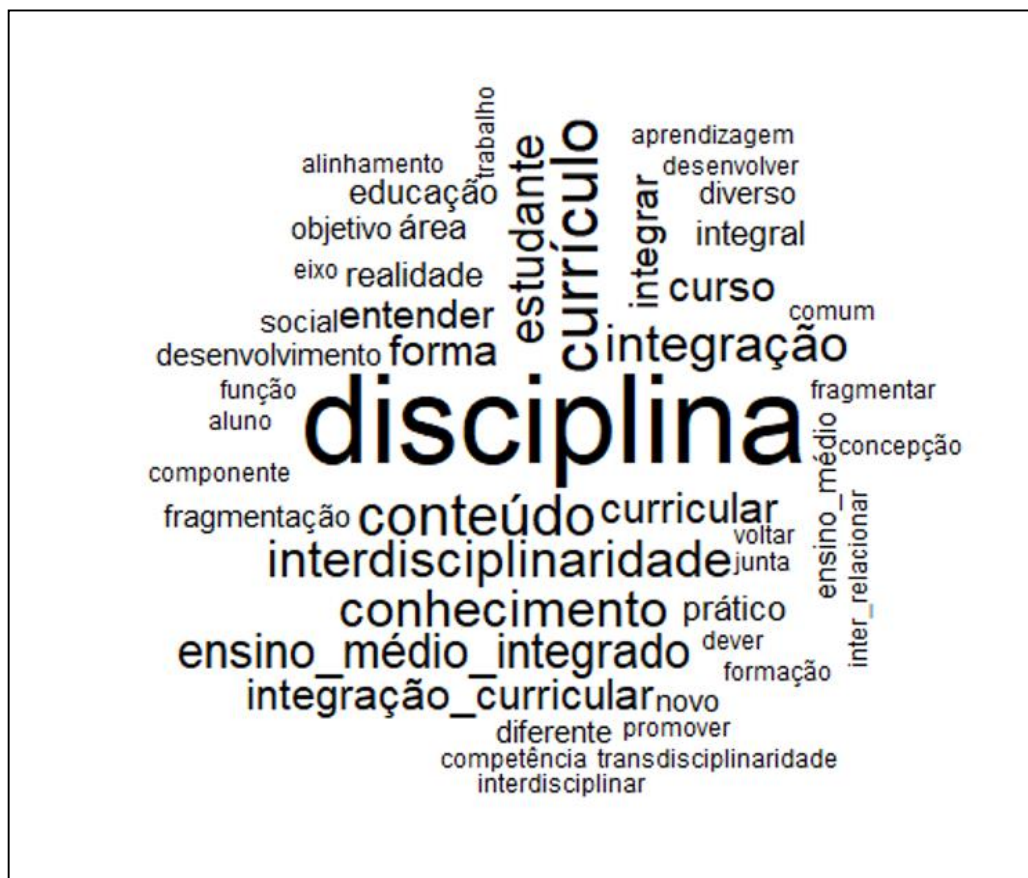 trabalho
aprendizagem
alinhamento
estudante
currículo
desenvolver
educação
integrar
diverso
objetivo área
integral
eixo realidade
curso
social entender
comum
desenvolvimento forma
integração
função
disciplina
fragmentar
aluno
ensino_médio
concepção
componente
fragmentação conteúdo curricular
voltar
inter_relacionar
interdisciplinaridade junta
conhecimento prático
ensino_médio_integrado dever
formação
integração_curricular novo
diferente promover
competência transdisciplinaridade
interdisciplinar